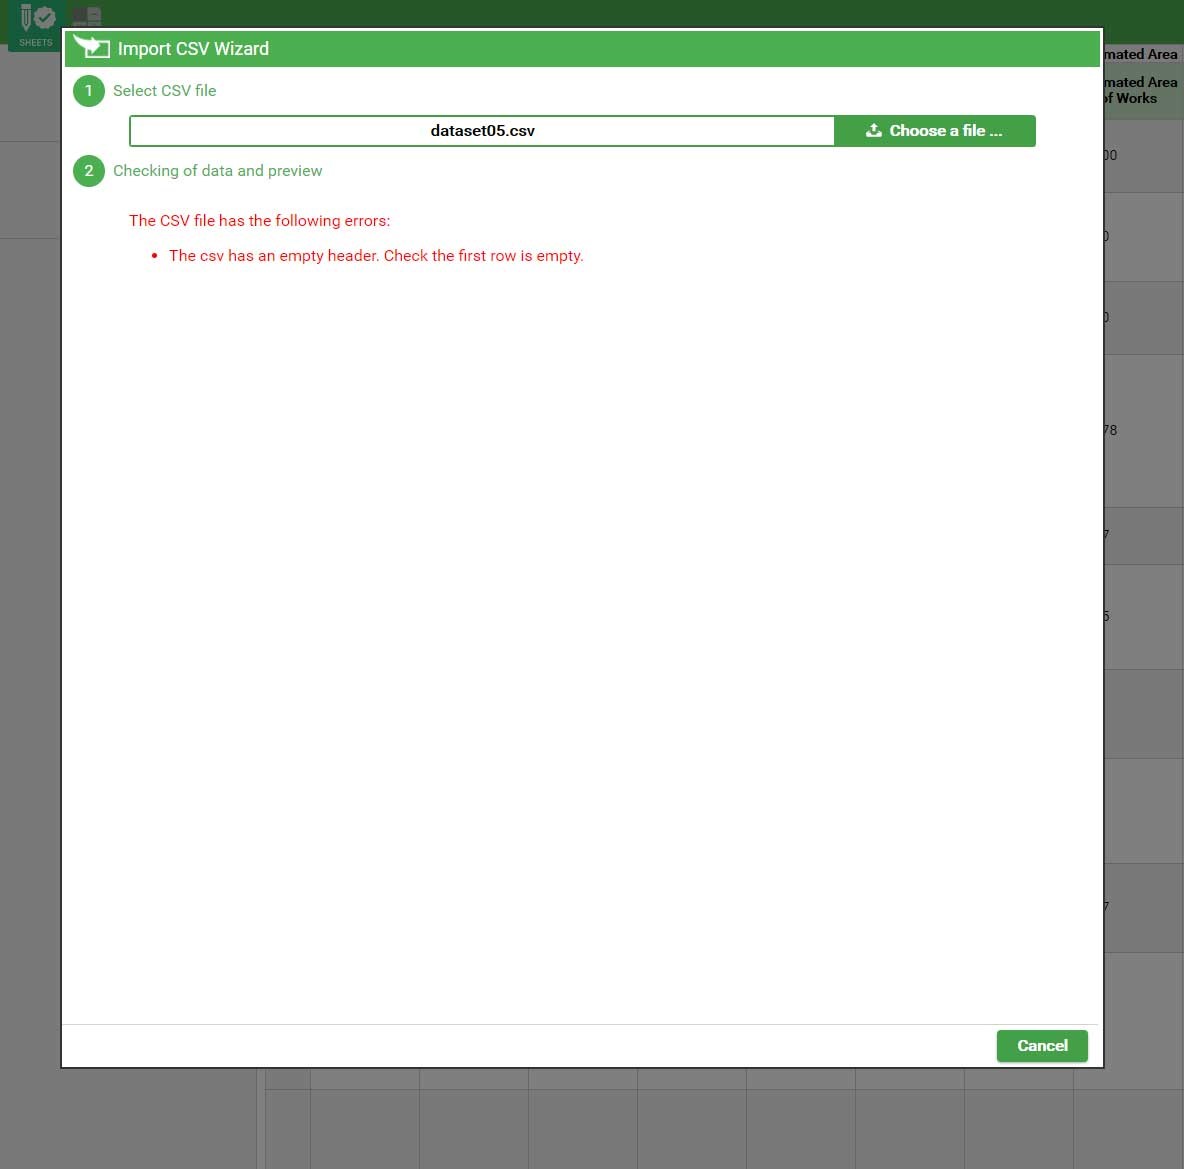 SHEETS
Import CSV Wizard
1 Select CSV file
dataset05.csv
Choose a file ...
2 Checking of data and preview
The CSV file has the following errors:
• The csv has an empty header. Check the first row is empty.
Cancel
mated Area
mated Area
of Works
00
0
0
78
7
5
7